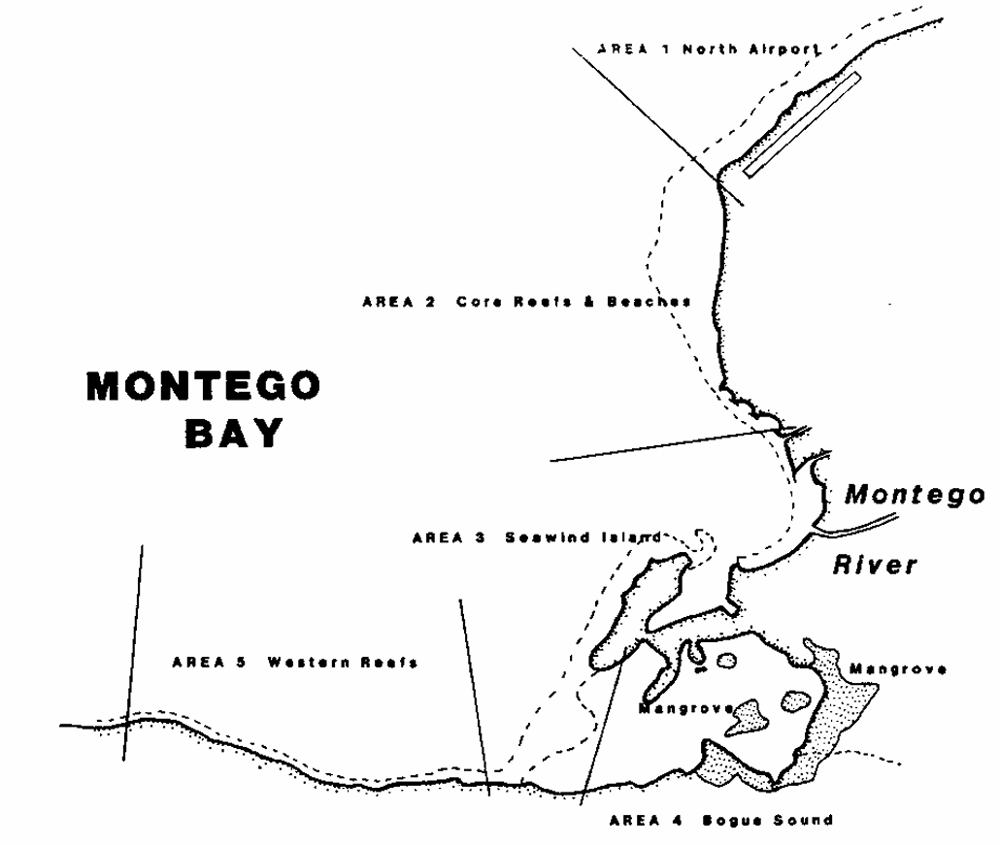 AREA 1 North Airport
AREA 2 Core Reefs & Beaches
MONTEGO
BAY
Montego
River
AREA 3 Seawind Island
AREA 5 Western Reefs
Mangrove
Mangrove
AREA 4 Bogue Sound